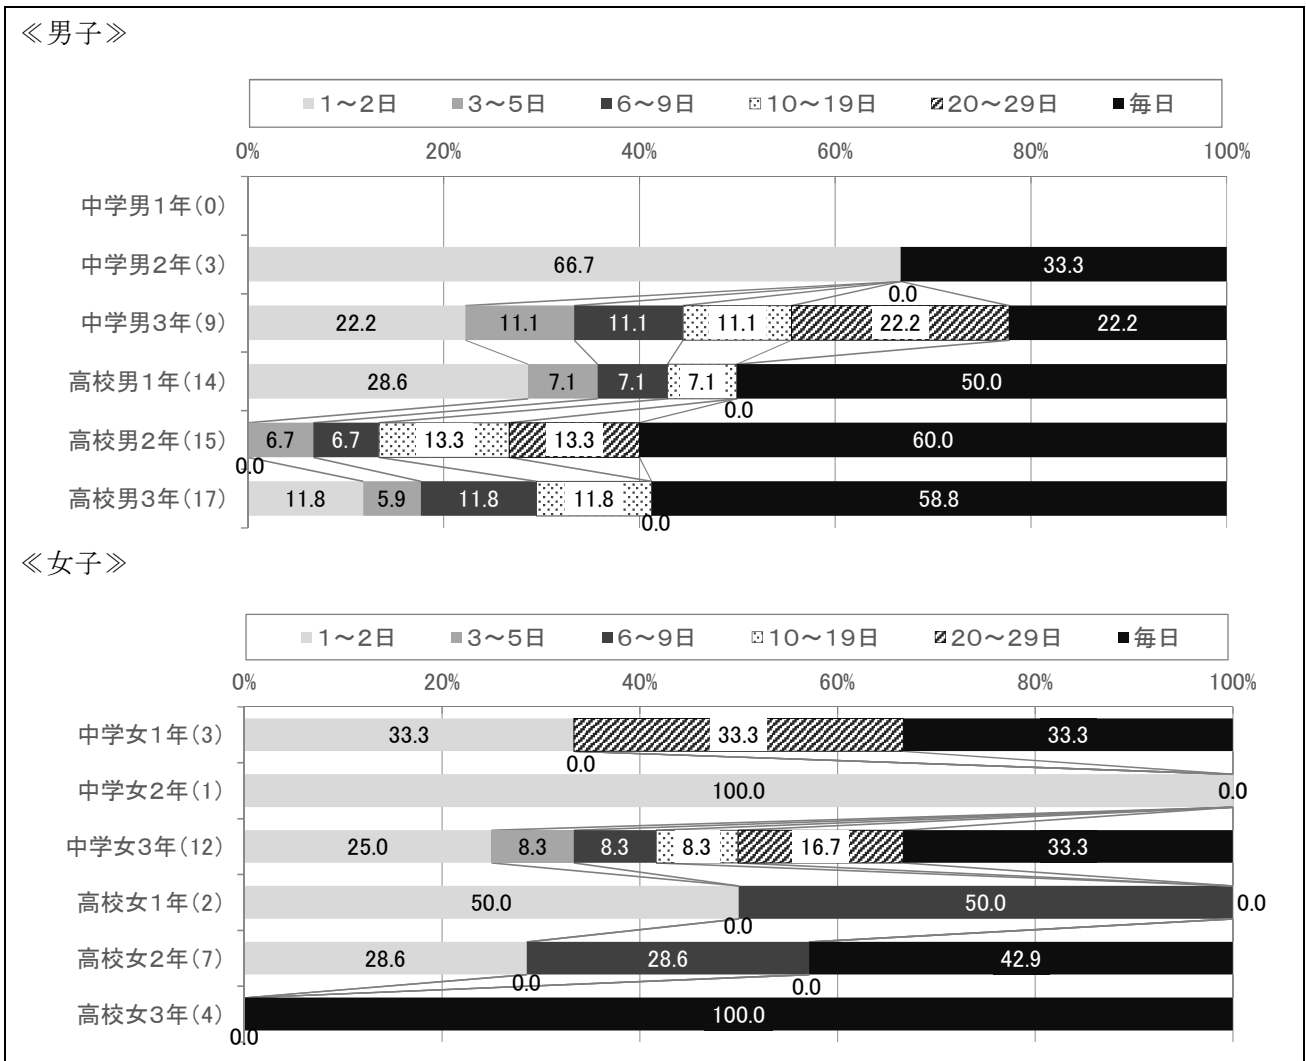 ≪男子≫
1～2日 3～5日 6～9日 10～19日 20～29日 毎日
0% 20% 40% 60% 80% 100%
中学男1年(0)
中学男2年(3) 66.7 33.3
0.0
中学男3年(9) 22.2 11.1 11.1 11.1 22.2 22.2
高校男1年(14) 28.6 7.1 7.1 7.1 50.0
0.0
高校男2年(15) 6.7 6.7 13.3 13.3 60.0
0.0
高校男3年(17) 11.8 5.9 11.8 11.8 58.8
0.0
≪女子≫
1～2日 3～5日 6～9日 10～19日 20～29日 毎日
0% 20% 40% 60% 80% 100%
中学女1年(3) 33.3 33.3 33.3
0.0
中学女2年(1) 100.0 0.0
中学女3年(12) 25.0 8.3 8.3 8.3 16.7 33.3
高校女1年(2) 50.0 50.0 0.0
0.0
高校女2年(7) 28.6 28.6 42.9
0.0 0.0
高校女3年(4) 100.0
0.0